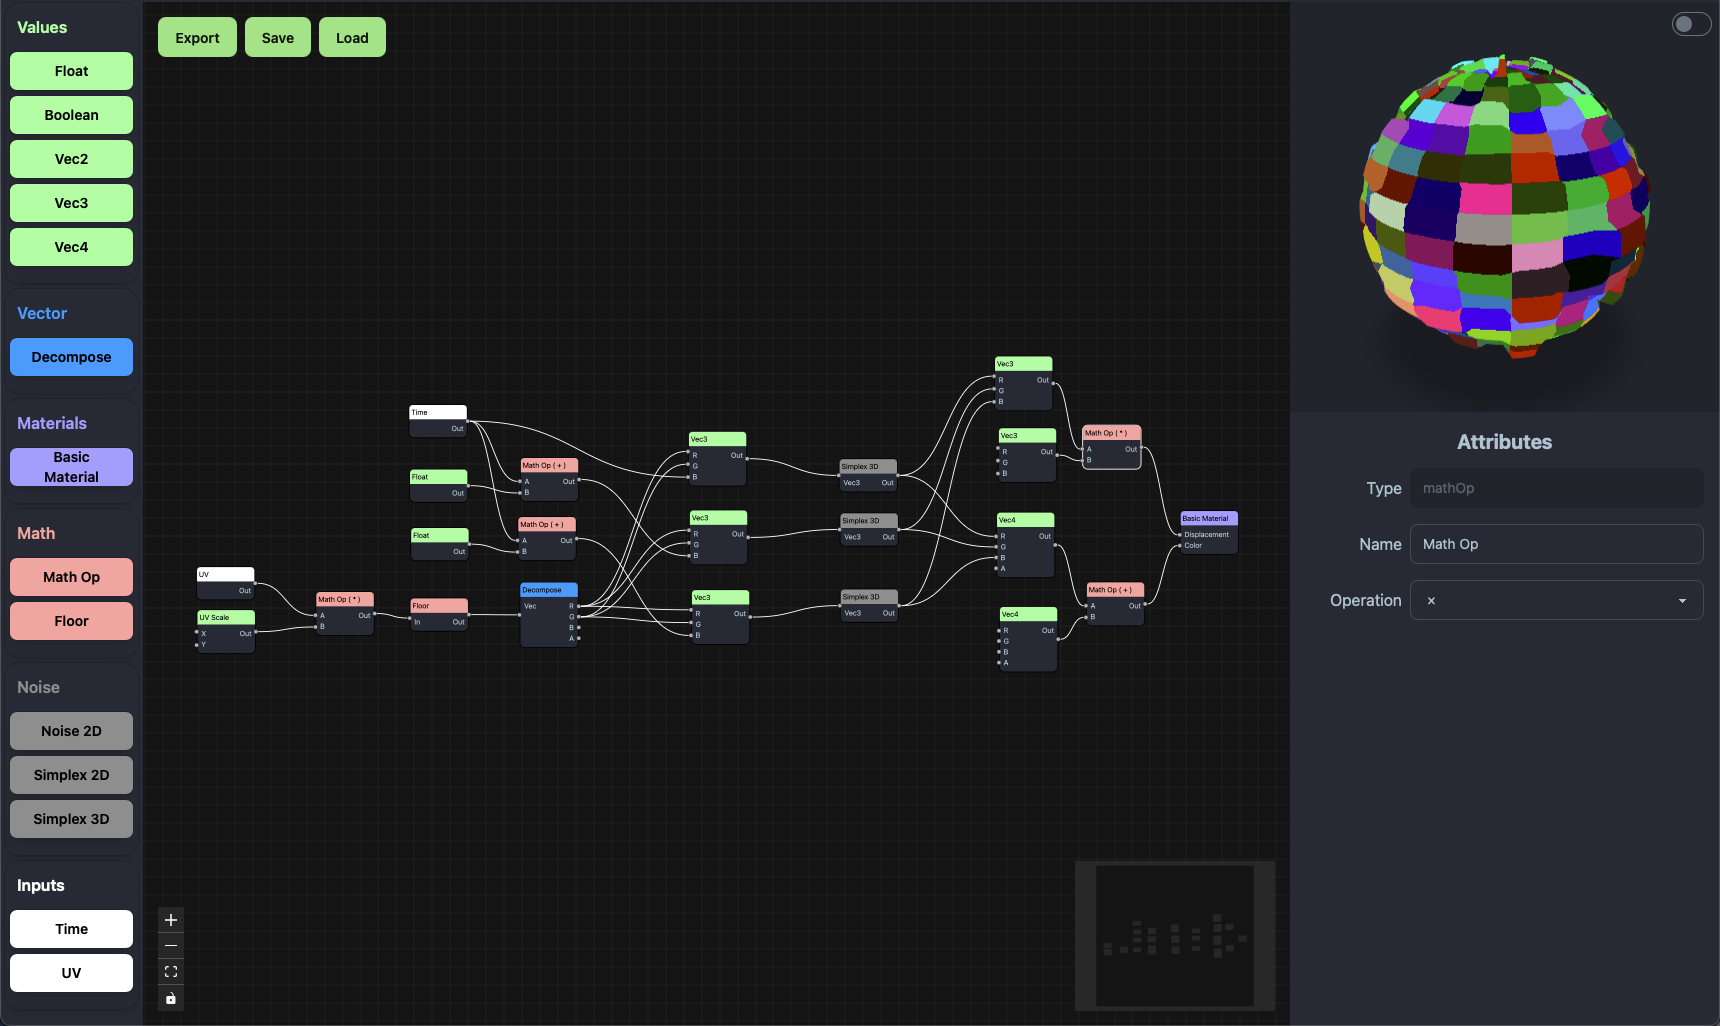 Values
Float
Boolean
Vec2
Vec3
Vec4
Vector
Decompose
Materials
Basic
Material
Math
Math Op
Floor
Noise
Noise 2D
Simplex 2D
Simplex 3D
Inputs
Time
UV
Export Save Load
UV
Out
UV Scale
X Out
Y
Math Op ( * )
A Out
B
Time
Out
Float
Out
Float
Out
Floor
In Out
Math Op ( + )
A Out
B
Math Op ( + )
A Out
B
Decompose
Vec R
G
B
A
Vec3
R Out
G
B
Vec3
R Out
G
B
Vec3
R Out
G
B
Simplex 3D
Vec3 Out
Simplex 3D
Vec3 Out
Simplex 3D
Vec3 Out
Vec3
R Out
G
B
Vec3
R Out
G
B
Vec4
R Out
G
B
A
Vec4
R Out
G
B
A
Math Op ( * )
A Out
B
Math Op ( + )
A Out
B
Basic Material
Displacement
Color
Attributes
Type mathOp
Name Math Op
Operation ×